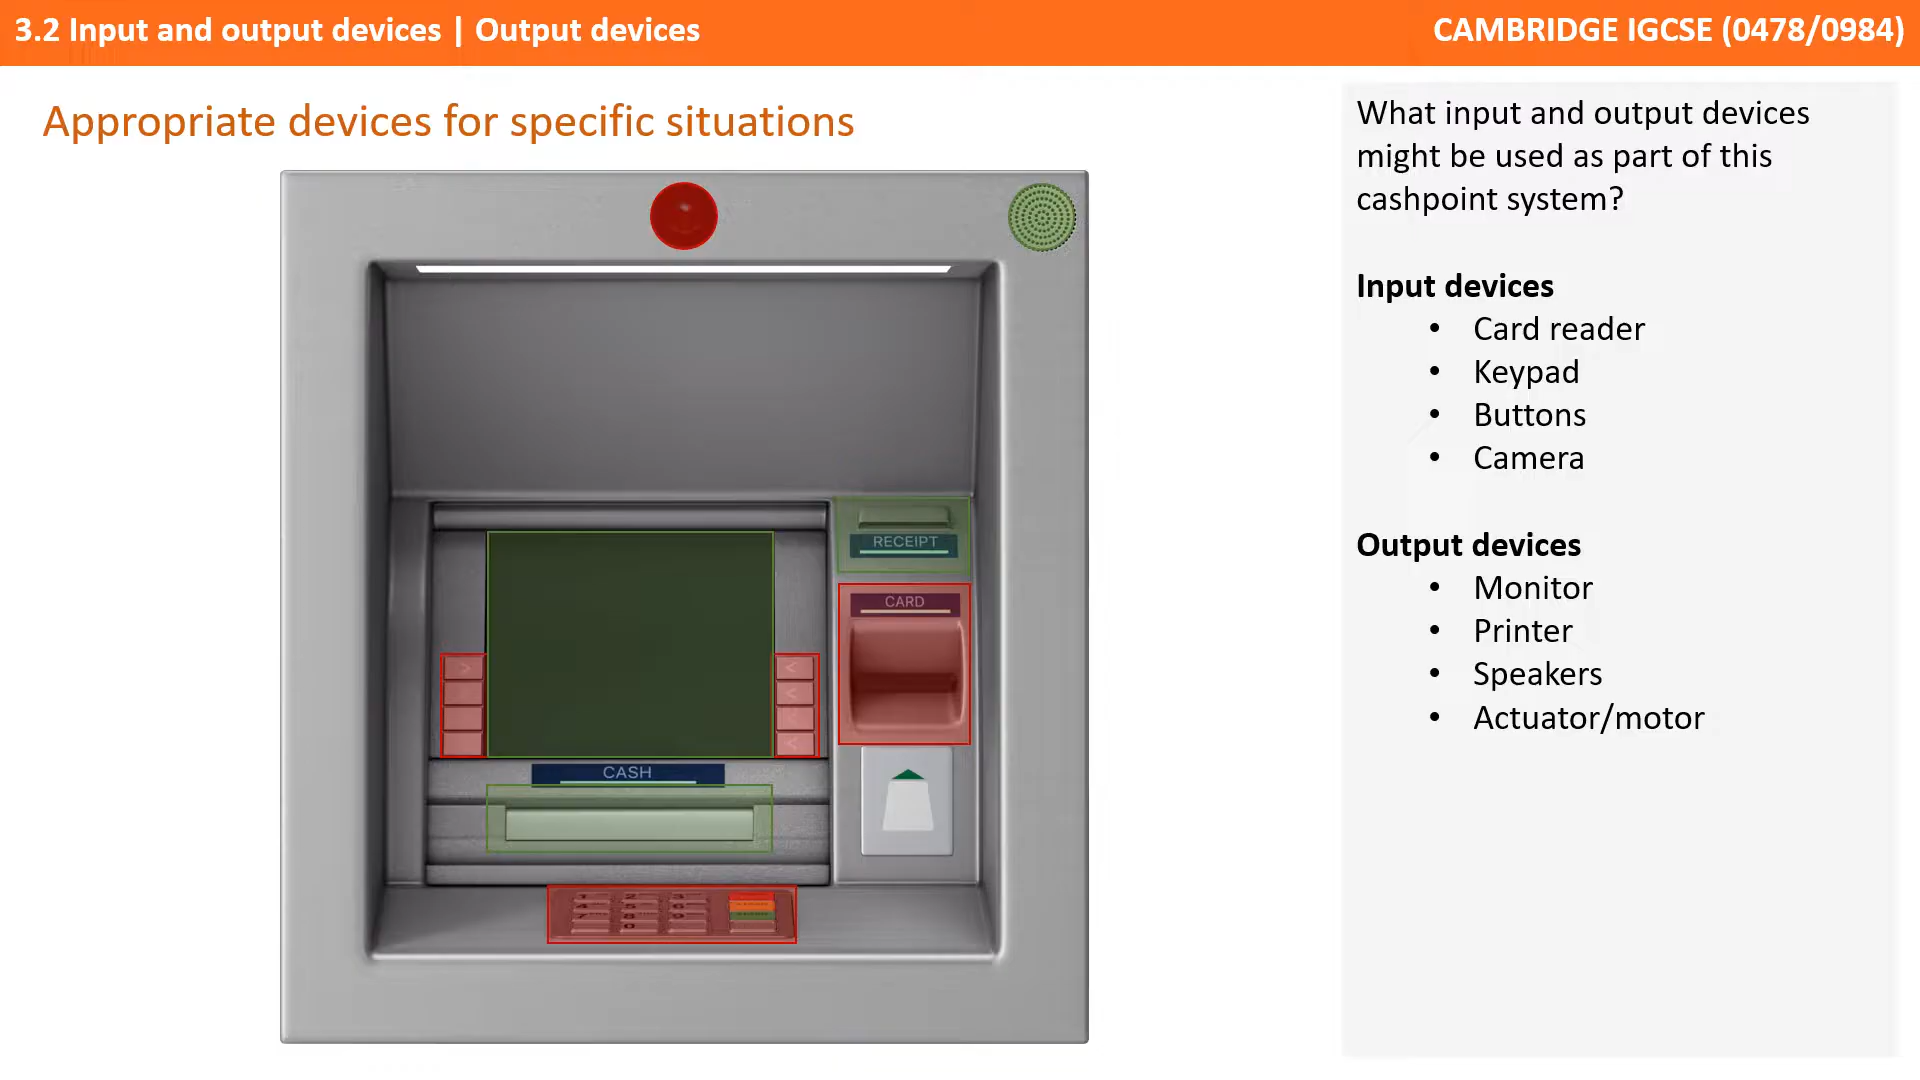 3.2 Input and output devices | Output devices
CAMBRIDGE IGCSE (0478/0984)
Appropriate devices for specific situations
What input and output devices
might be used as part of this
cashpoint system?
Input devices
• Card reader
• Keypad
• Buttons
• Camera
Output devices
• Monitor
• Printer
• Speakers
• Actuator/motor
RECEIPT
CARD
CASH